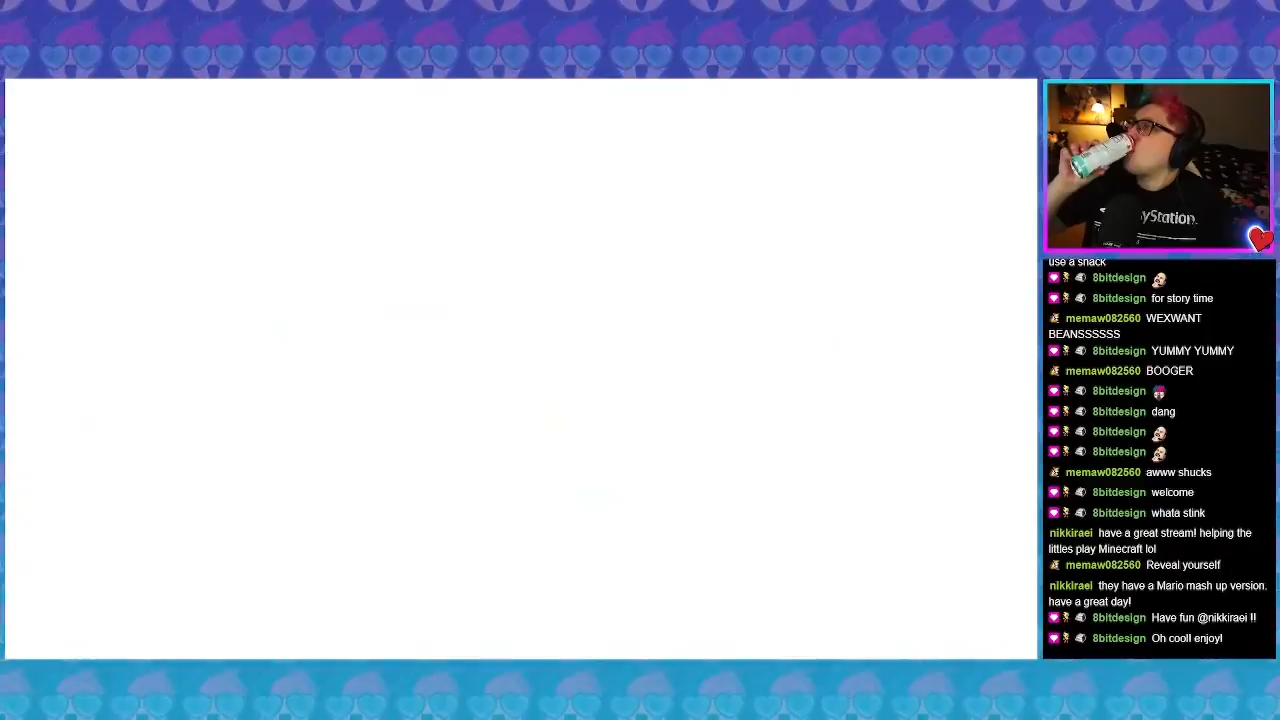 yStation
use a snack
8bitdesign
8bitdesign for story time
memaw082560 WEXWANT
BEANSSSSSS
8bitdesign YUMMY YUMMY
memaw082560 BOOGER
8bitdesign
8bitdesign dang
8bitdesign
8bitdesign
memaw082560 awww shucks
8bitdesign welcome
8bitdesign whata stink
nikkiraei have a great stream! helping the
littles play Minecraft lol
memaw082560 Reveal yourself
nikkiraei they have a Mario mash up version.
have a great day!
8bitdesign Have fun @nikkiraei !!
8bitdesign Oh cool! enjoy!